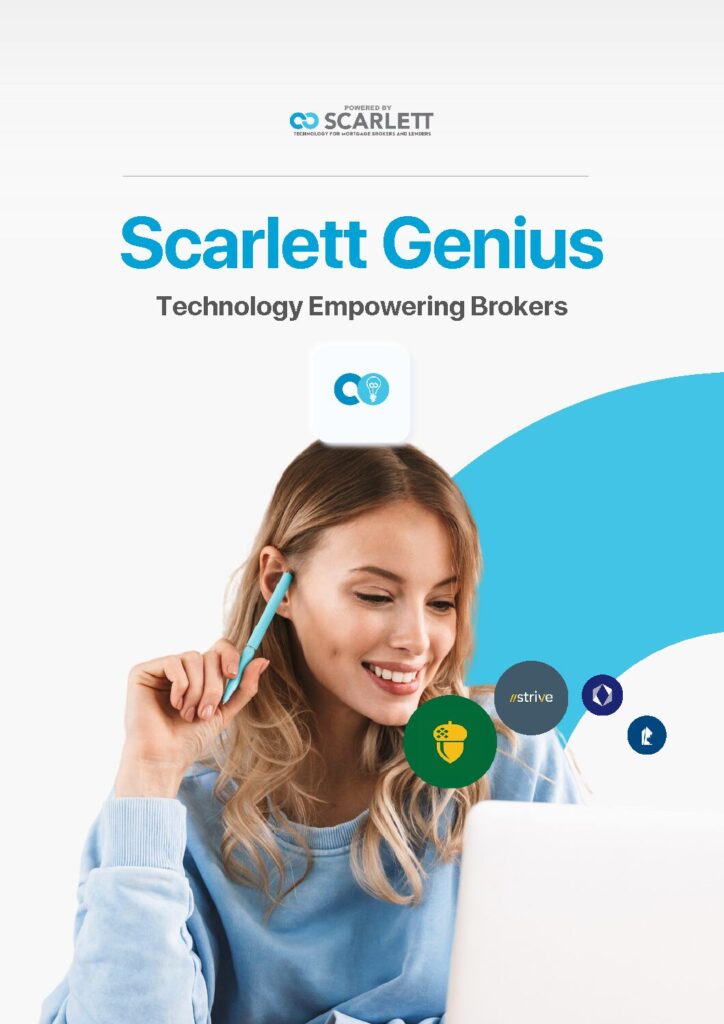 POWERED BY
SCARLETT
TECHNOLOGY FOR MORTGAGE BROKERS AND LENDERS
Scarlett Genius
Technology Empowering Brokers
//strive